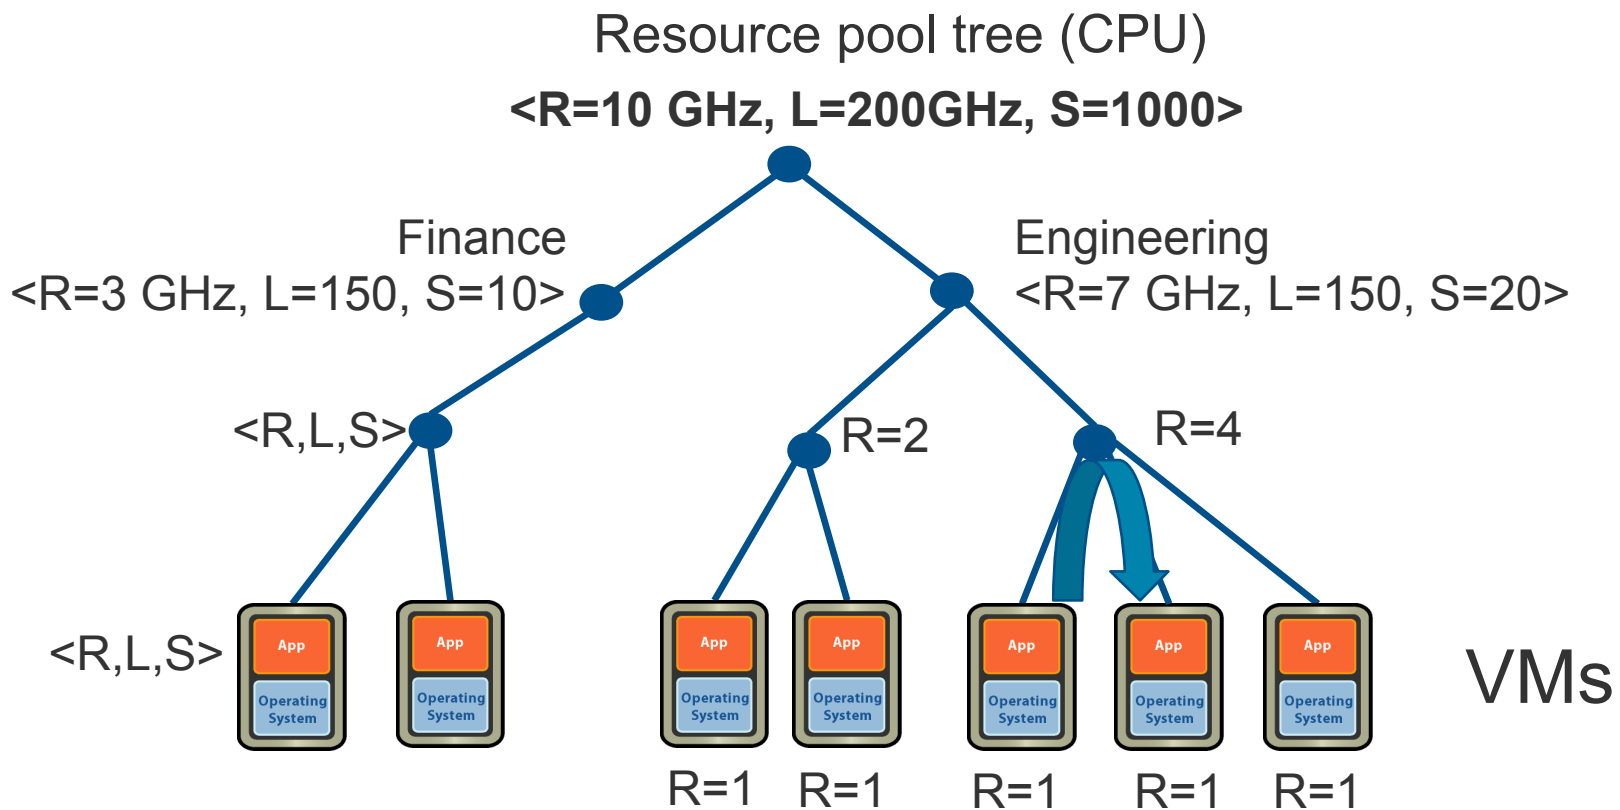 Resource pool tree (CPU)
<R=10 GHz, L=200GHz, S=1000>
Finance
<R=3 GHz, L=150, S=10>
Engineering
<R=7 GHz, L=150, S=20>
<R,L,S>
R=2
R=4
<R,L,S>
App
Operating
System
App
Operating
System
App
Operating
System
App
Operating
System
App
Operating
System
App
Operating
System
App
Operating
System
VMs
R=1
R=1
R=1
R=1
R=1